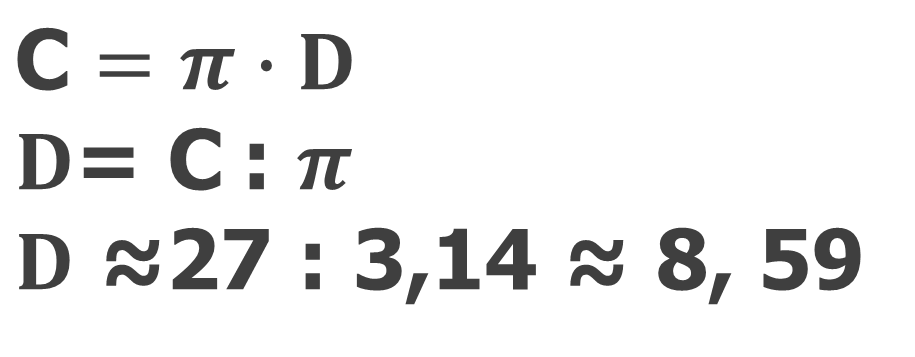 C = π · D
D= C : π
D ≈27 : 3,14 ≈ 8, 59